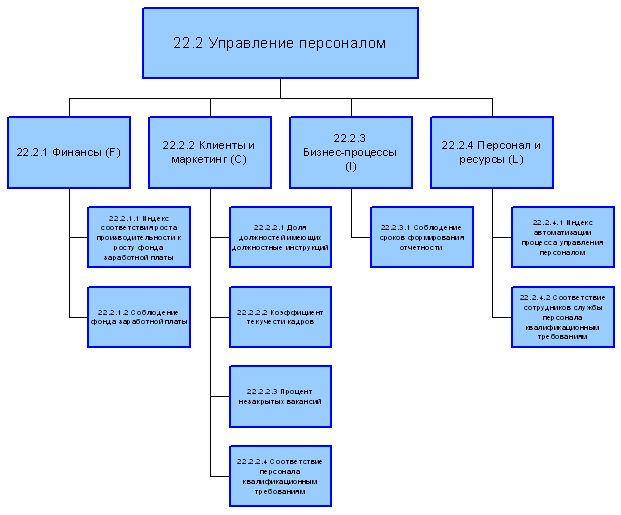 22.2 Управление персоналом
22.2.1 Финансы (F)
22.2.2 Клиенты и
маркетинг (C)
22.2.3
Бизнес-процессы
(I)
22.2.4 Персонал и
ресурсы (L)
22.2.1.1 Индекс
соответствия роста
производительности к
росту фонда
заработной платы
22.2.1.2 Соблюдение
фонда заработной платы
22.2.2.1 Доля
должностей имеющих
должностные инструкций
22.2.2.2 Коэффициент
текучести кадров
22.2.2.3 Процент
незакрытых вакансий
22.2.2.4 Соответствие
персонала
квалификационным
требованиям
22.2.3.1 Соблюдение
сроков формирования
отчетности
22.2.4.1 Индекс
автоматизации
процесса управления
персоналом
22.2.4.2 Соответствие
сотрудников службы
персонала
квалификационным
требованиям